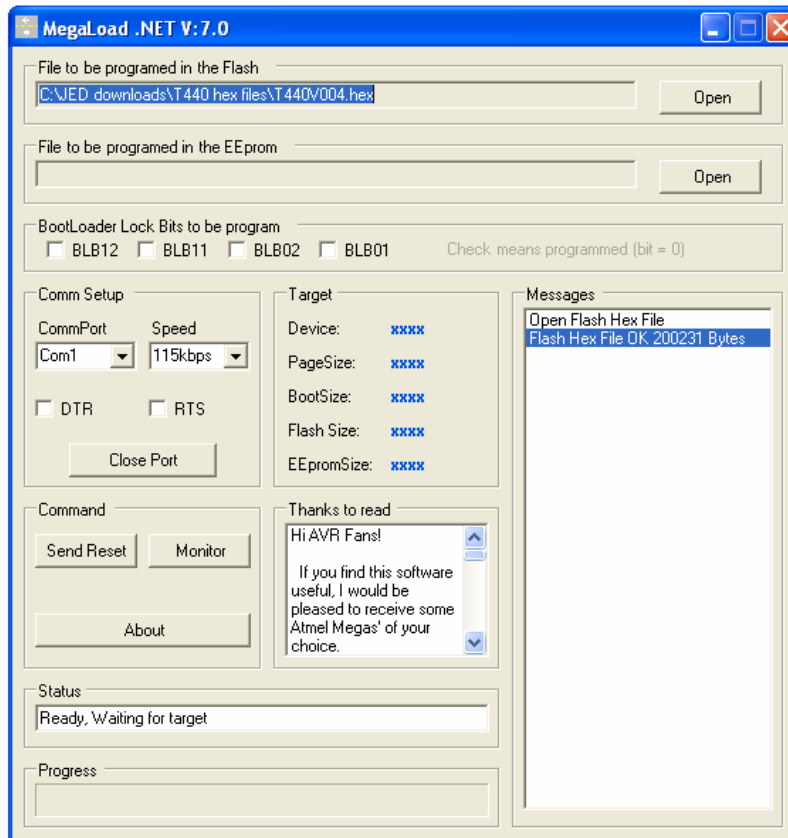 MegaLoad .NET V:7.0
File to be programed in the Flash
C:\JED downloads\T440 hex files\T440V004.hex
Open
File to be programed in the EEprom
Open
BootLoader Lock Bits to be program
BLB12 BLB11 BLB02 BLB01 Check means programmed (bit = 0)
Comm Setup
CommPort Speed
Com1 115kbps
DTR RTS
Close Port
Target
Device: xxxx
PageSize: xxxx
BootSize: xxxx
Flash Size: xxxx
EEpromSize: xxxx
Messages
Open Flash Hex File
Flash Hex File OK 200231 Bytes
Command
Send Reset Monitor
About
Thanks to read
Hi AVR Fans!
If you find this software
useful, I would be
pleased to receive some
Atmel Megas' of your
choice.
Status
Ready, Waiting for target
Progress